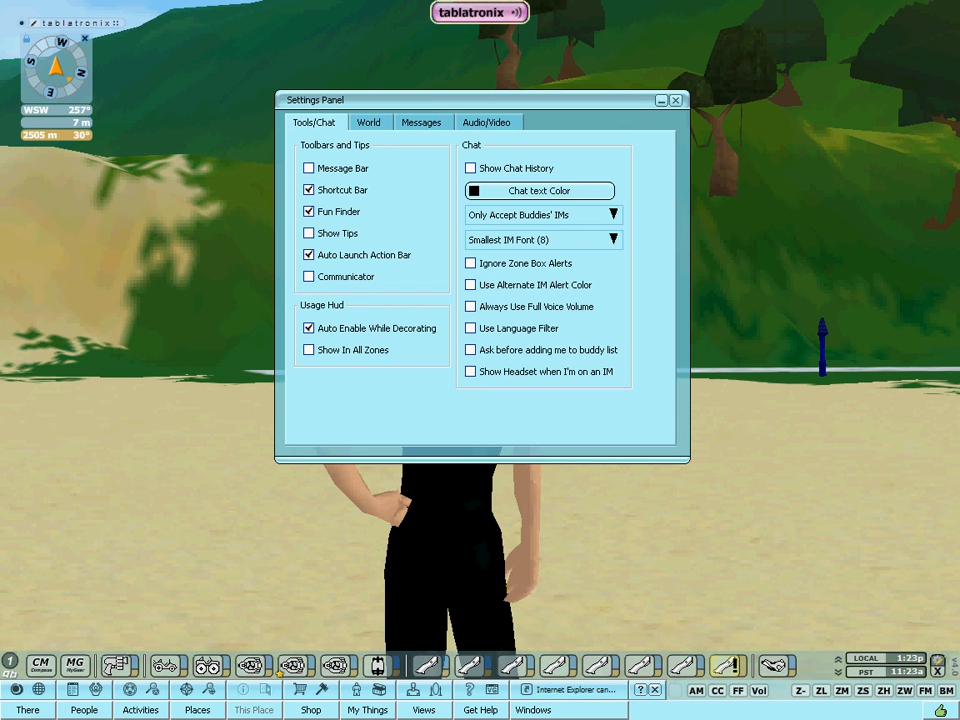 tablatronix
tablatronix
W
S
N
E
WSW 257°
7 m
2505 m 30°
Settings Panel
Tools/Chat World Messages Audio/Video
Toolbars and Tips
Message Bar
Shortcut Bar
Fun Finder
Show Tips
Auto Launch Action Bar
Communicator
Usage Hud
Auto Enable While Decorating
Show In All Zones
Chat
Show Chat History
Chat text Color
Only Accept Buddies' IMs
Smallest IM Font (8)
Ignore Zone Box Alerts
Use Alternate IM Alert Color
Always Use Full Voice Volume
Use Language Filter
Ask before adding me to buddy list
Show Headset when I'm on an IM
1 CM MG LOCAL 1:23p
Compass MyGear PST 11:23a X
Internet Explorer can... ? X AM CC FF Vol Z- ZL ZM ZS ZH ZW FM BM
There People Activities Places This Place Shop My Things Views Get Help Windows